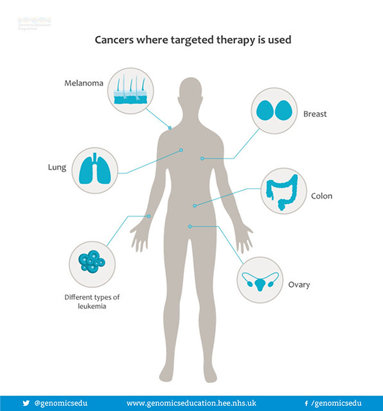 Cancers where targeted therapy is used
Melanoma
Breast
Lung
Colon
Different types of
leukemia
Ovary
@genomicsedu
www.genomicseducation.hee.nhs.uk
/genomicsedu